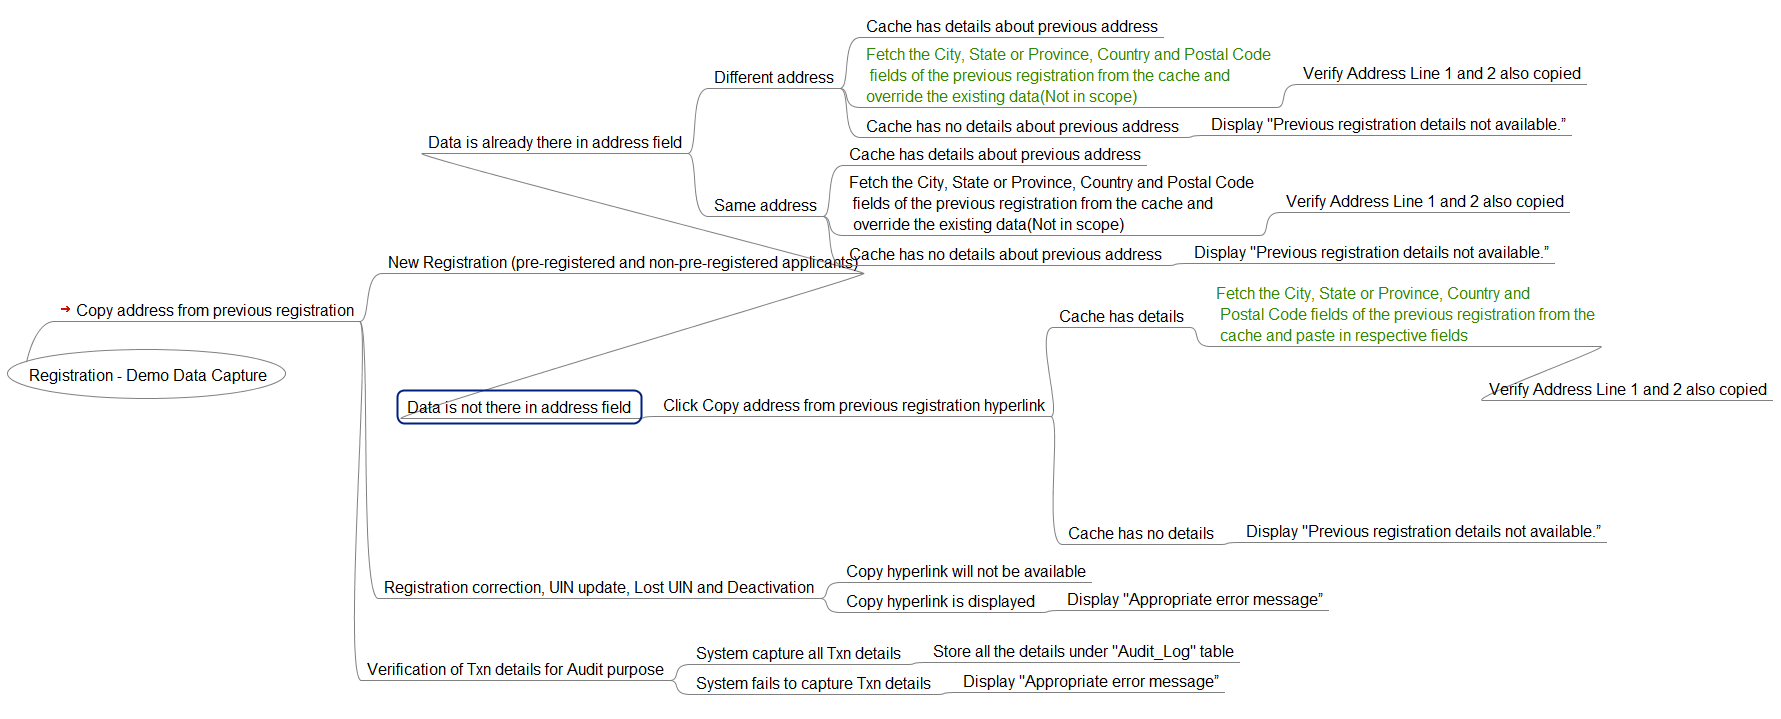 Cache has details about previous address
Fetch the City, State or Province, Country and Postal Code
fields of the previous registration from the cache and
override the existing data(Not in scope)
Verify Address Line 1 and 2 also copied
Different address
Cache has no details about previous address
Display "Previous registration details not available.”
Data is already there in address field
Cache has details about previous address
Fetch the City, State or Province, Country and Postal Code
fields of the previous registration from the cache and
override the existing data(Not in scope)
Verify Address Line 1 and 2 also copied
Same address
Cache has no details about previous address
Display "Previous registration details not available.”
New Registration (pre-registered and non-pre-registered applicants)
Copy address from previous registration
Registration - Demo Data Capture
Cache has details
Fetch the City, State or Province, Country and
Postal Code fields of the previous registration from the
cache and paste in respective fields
Verify Address Line 1 and 2 also copied
Data is not there in address field
Click Copy address from previous registration hyperlink
Cache has no details
Display "Previous registration details not available.”
Registration correction, UIN update, Lost UIN and Deactivation
Copy hyperlink will not be available
Copy hyperlink is displayed
Display "Appropriate error message”
Verification of Txn details for Audit purpose
System capture all Txn details
Store all the details under "Audit_Log" table
System fails to capture Txn details
Display "Appropriate error message”